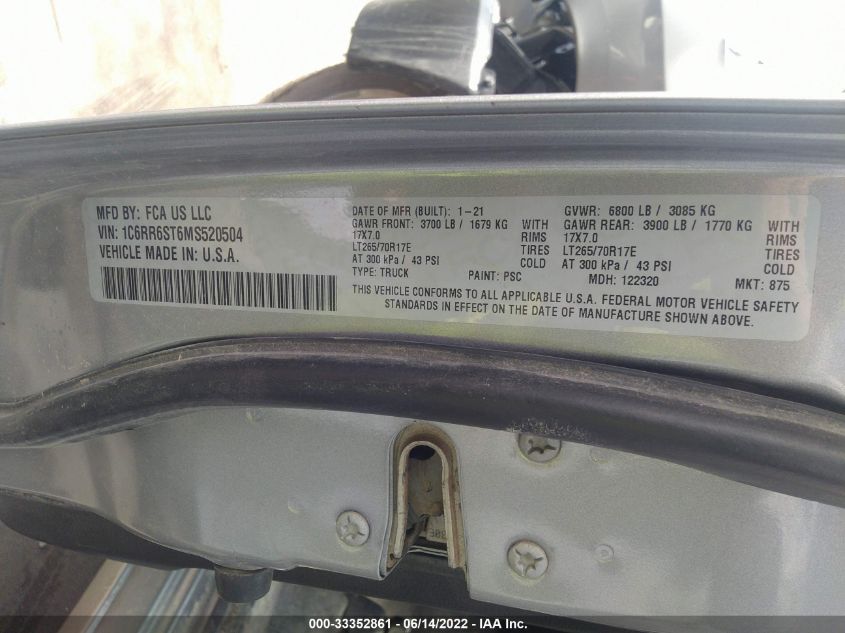 MFD BY: FCA US LLC
VIN: 1C6RR6ST6MS520504
VEHICLE MADE IN: U.S.A.
DATE OF MFR (BUILT): 1-21 GVWR: 6800 LB / 3085 KG
GAWR FRONT: 3700 LB / 1679 KG WITH GAWR REAR: 3900 LB / 1770 KG WITH
17X7.0 RIMS 17X7.0 RIMS
LT265/70R17E TIRES LT265/70R17E TIRES
AT 300 kPa / 43 PSI COLD AT 300 kPa / 43 PSI COLD
TYPE: TRUCK PAINT: PSC MDH: 122320 MKT: 875
THIS VEHICLE CONFORMS TO ALL APPLICABLE U.S.A. FEDERAL MOTOR VEHICLE SAFETY
STANDARDS IN EFFECT ON THE DATE OF MANUFACTURE SHOWN ABOVE.
000-33352861 - 06/14/2022 - IAA Inc.